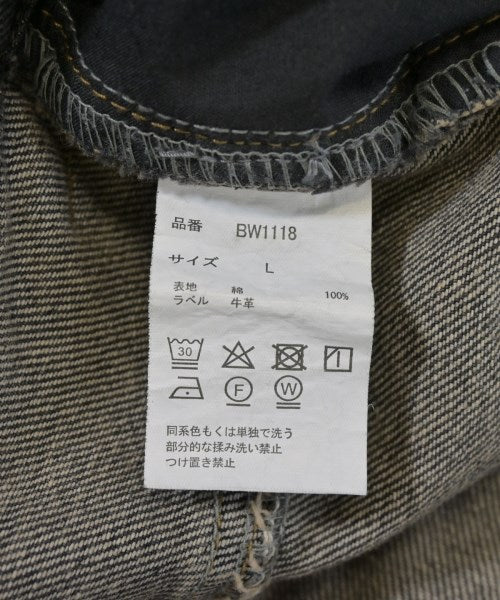 品番 BW1118
サイズ L
表地 綿 100%
ラベル 牛革
30
F W
同系色もくは単独で洗う
部分的な揉み洗い禁止
つけ置き禁止